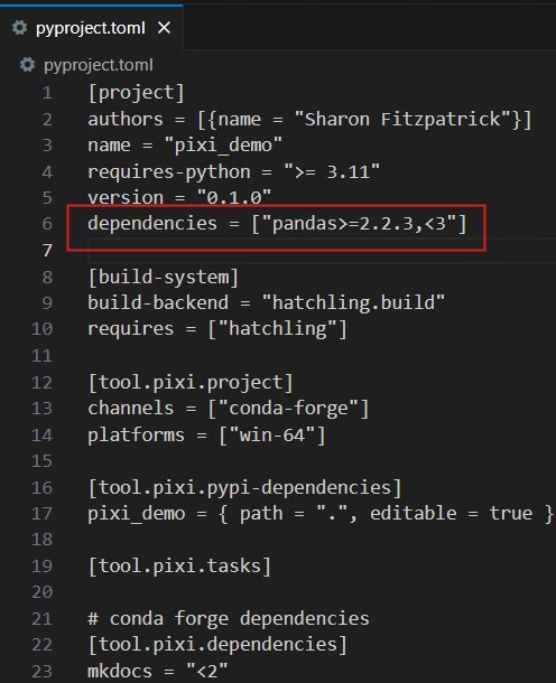 pyproject.toml
pyproject.toml
1 [project]
2 authors = [{name = "Sharon Fitzpatrick"}]
3 name = "pixi_demo"
4 requires-python = ">= 3.11"
5 version = "0.1.0"
6 dependencies = ["pandas>=2.2.3,<3"]
7
8 [build-system]
9 build-backend = "hatchling.build"
10 requires = ["hatchling"]
11
12 [tool.pixi.project]
13 channels = ["conda-forge"]
14 platforms = ["win-64"]
15
16 [tool.pixi.pypi-dependencies]
17 pixi_demo = { path = ".", editable = true }
18
19 [tool.pixi.tasks]
20
21 # conda forge dependencies
22 [tool.pixi.dependencies]
23 mkdocs = "<2"